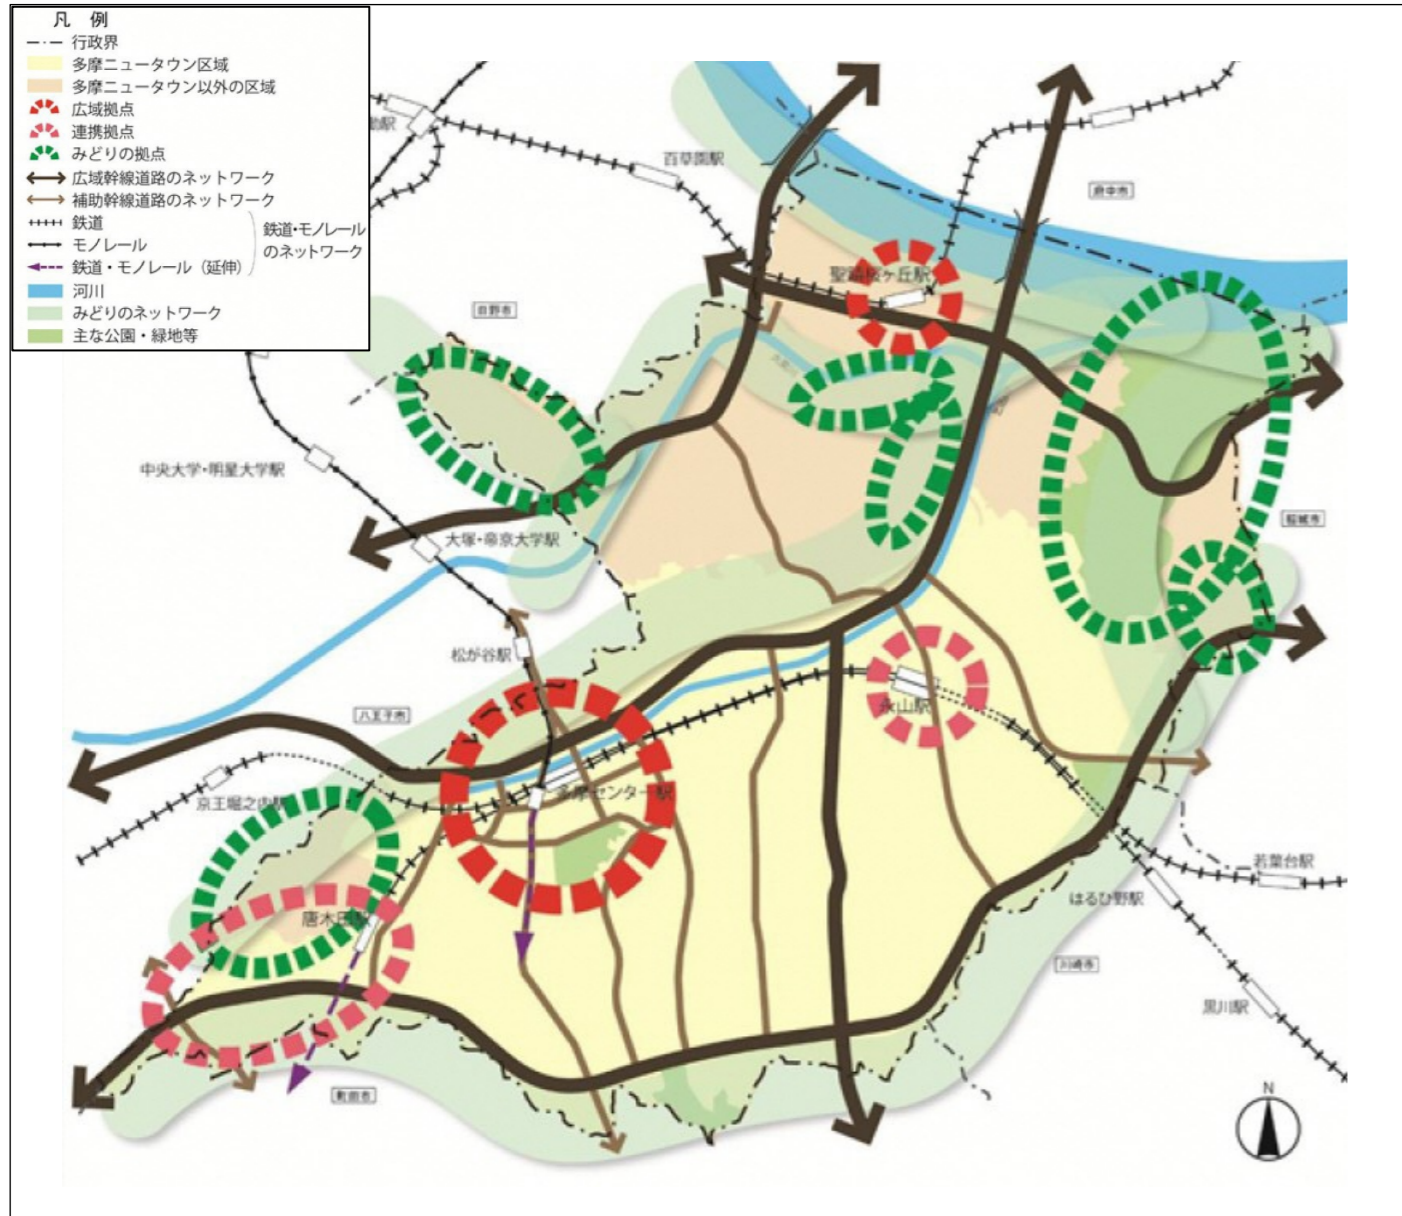 凡 例
行政界
多摩ニュータウン区域
多摩ニュータウン以外の区域
広域拠点
連携拠点
みどりの拠点
広域幹線道路のネットワーク
補助幹線道路のネットワーク
鉄道
モノレール
鉄道・モノレール（延伸）
鉄道・モノレール
のネットワーク
河川
みどりのネットワーク
主な公園・緑地等
百草園駅
府中市
聖蹟桜ヶ丘駅
日野市
中央大学・明星大学駅
大塚・帝京大学駅
稲城市
松が谷駅
八王子市
永山駅
京王堀之内駅
多摩センター駅
若葉台駅
はるひ野駅
唐木田駅
川崎市
黒川駅
町田市
N